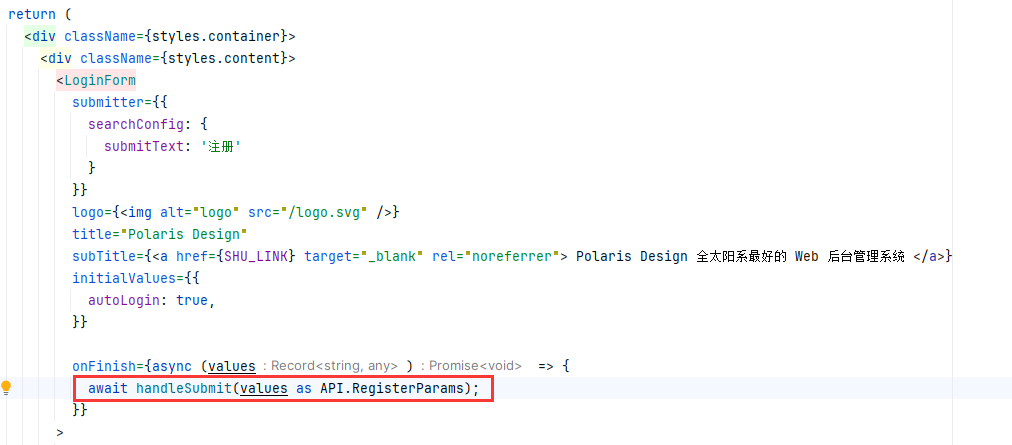 return (
<div className={styles.container}>
<div className={styles.content}>
<LoginForm
submitter={{
searchConfig: {
submitText: '注册'
}
}}
logo={<img alt="logo" src="/logo.svg" />}
title="Polaris Design"
subTitle={<a href={SHU_LINK} target="_blank" rel="noreferrer"> Polaris Design 全太阳系最好的 Web 后台管理系统 </a>}
initialValues={{
autoLogin: true,
}}
onFinish={async (values : Record<string, any> ) : Promise<void> => {
await handleSubmit(values as API.RegisterParams);
}}
>